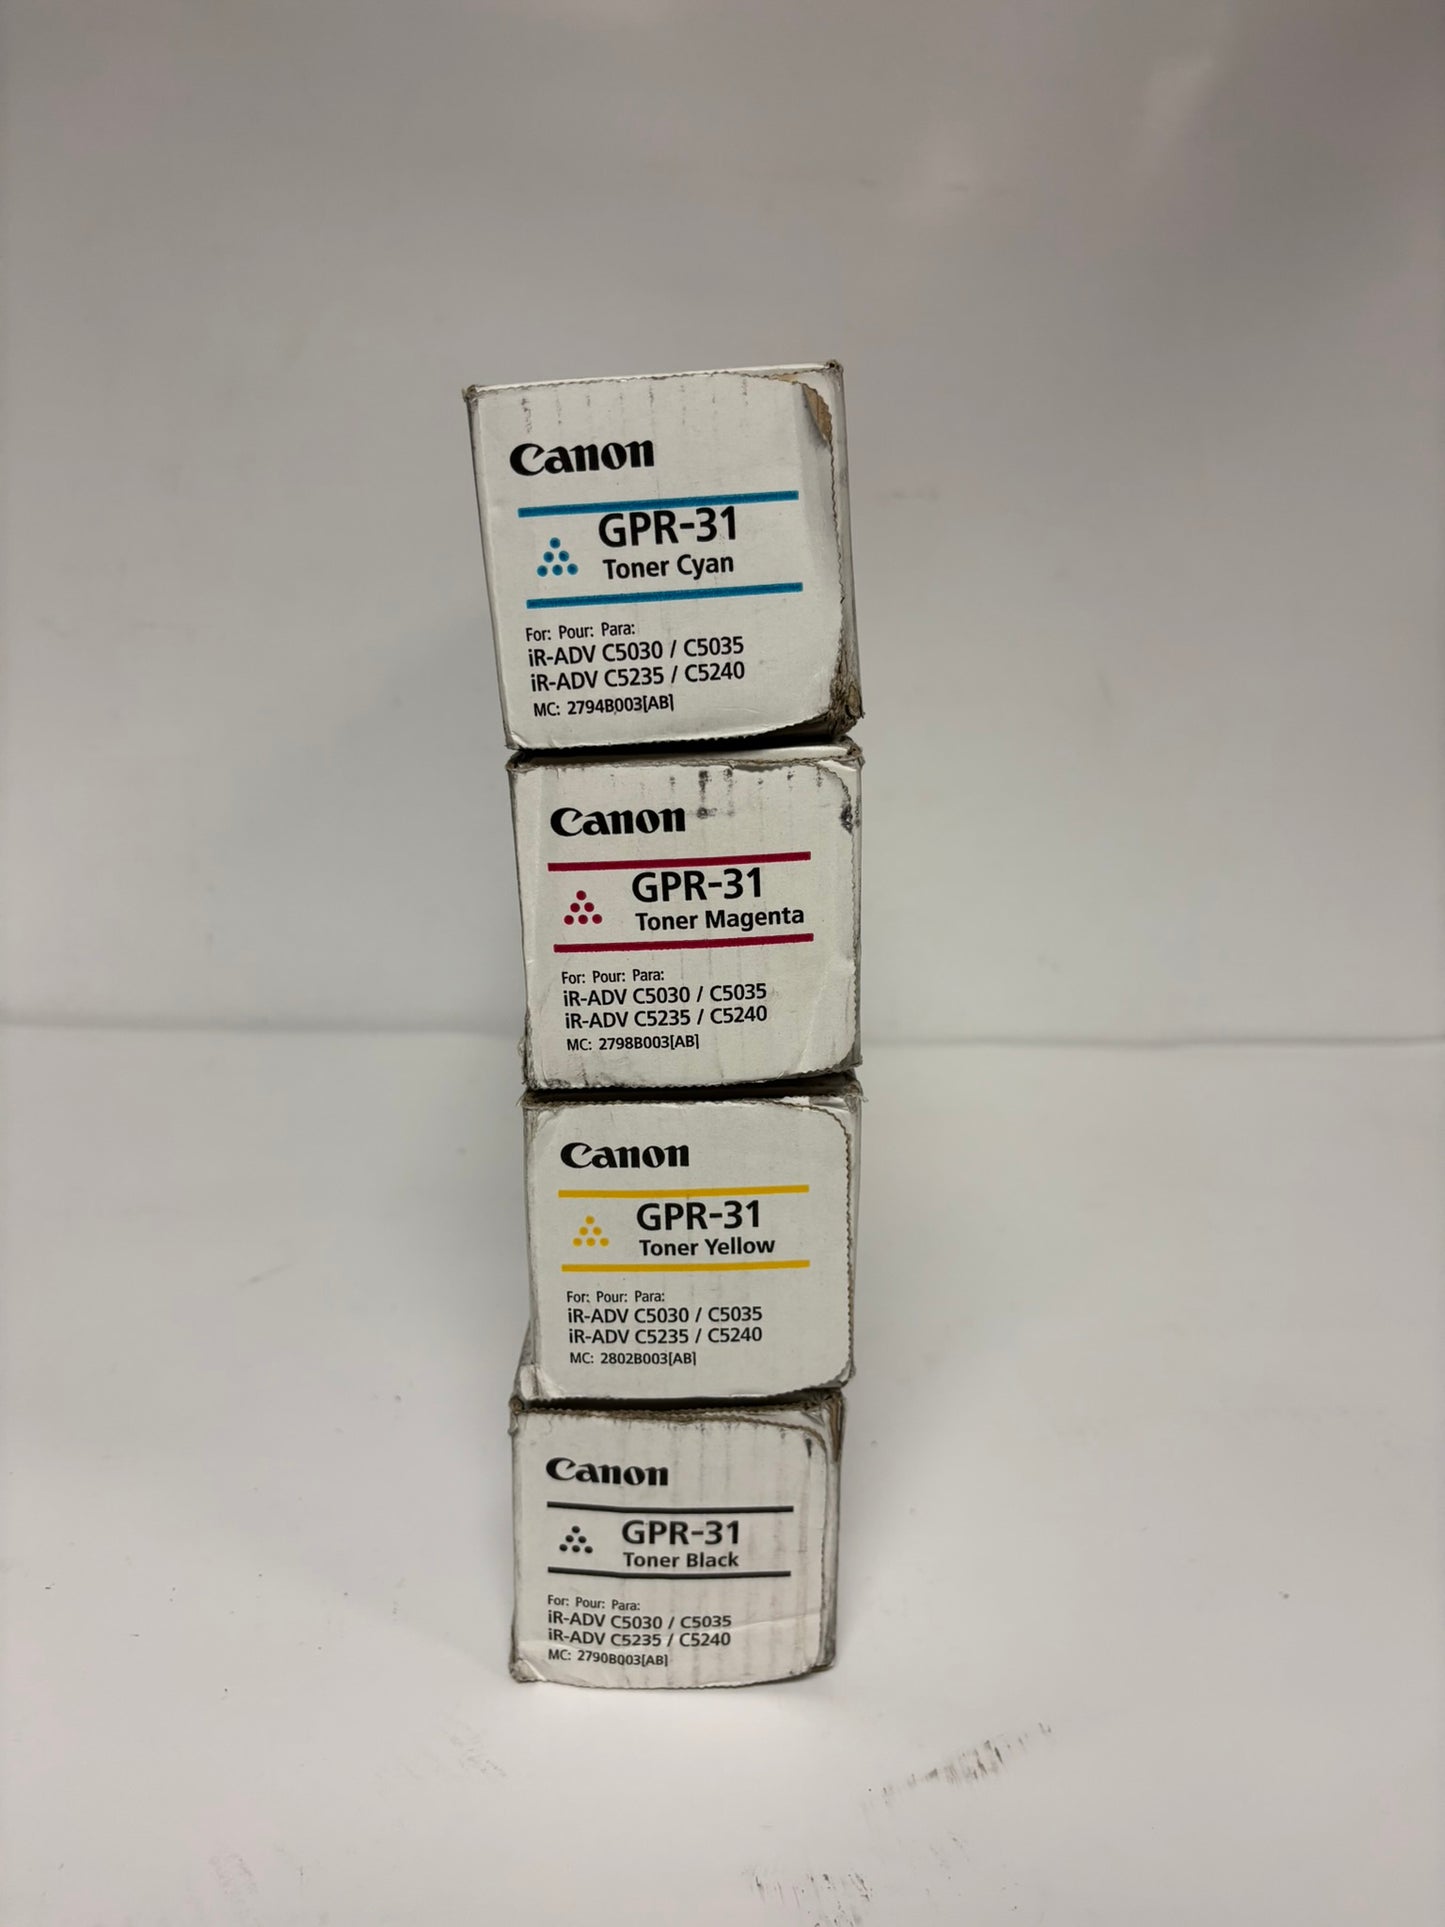 Canon
GPR-31
Toner Cyan
For: Pour: Para:
iR-ADV C5030 / C5035
iR-ADV C5235 / C5240
MC: 2794B003[AB]
Canon
GPR-31
Toner Magenta
For: Pour: Para:
iR-ADV C5030 / C5035
iR-ADV C5235 / C5240
MC: 2798B003[AB]
Canon
GPR-31
Toner Yellow
For: Pour: Para:
iR-ADV C5030 / C5035
iR-ADV C5235 / C5240
MC: 2802B003[AB]
Canon
GPR-31
Toner Black
For: Pour: Para:
iR-ADV C5030 / C5035
iR-ADV C5235 / C5240
MC: 2790B003[AB]